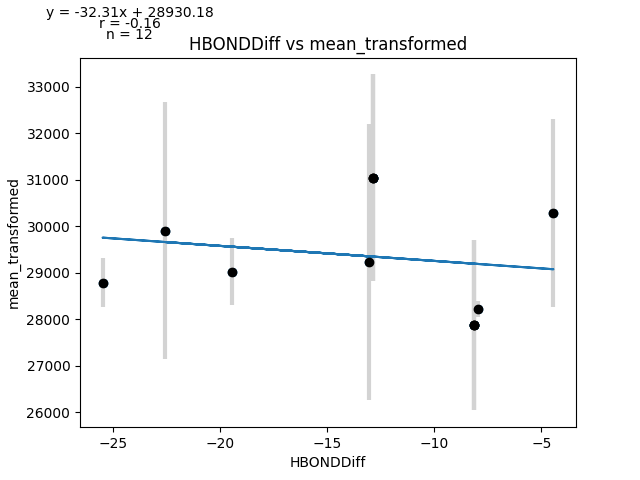 y = -32.31x + 28930.18
r = -0.16
n = 12
HBONDDiff vs mean_transformed
33000
32000
31000
30000
29000
28000
27000
26000
mean_transformed
−25
−20
−15
−10
−5
HBONDDiff